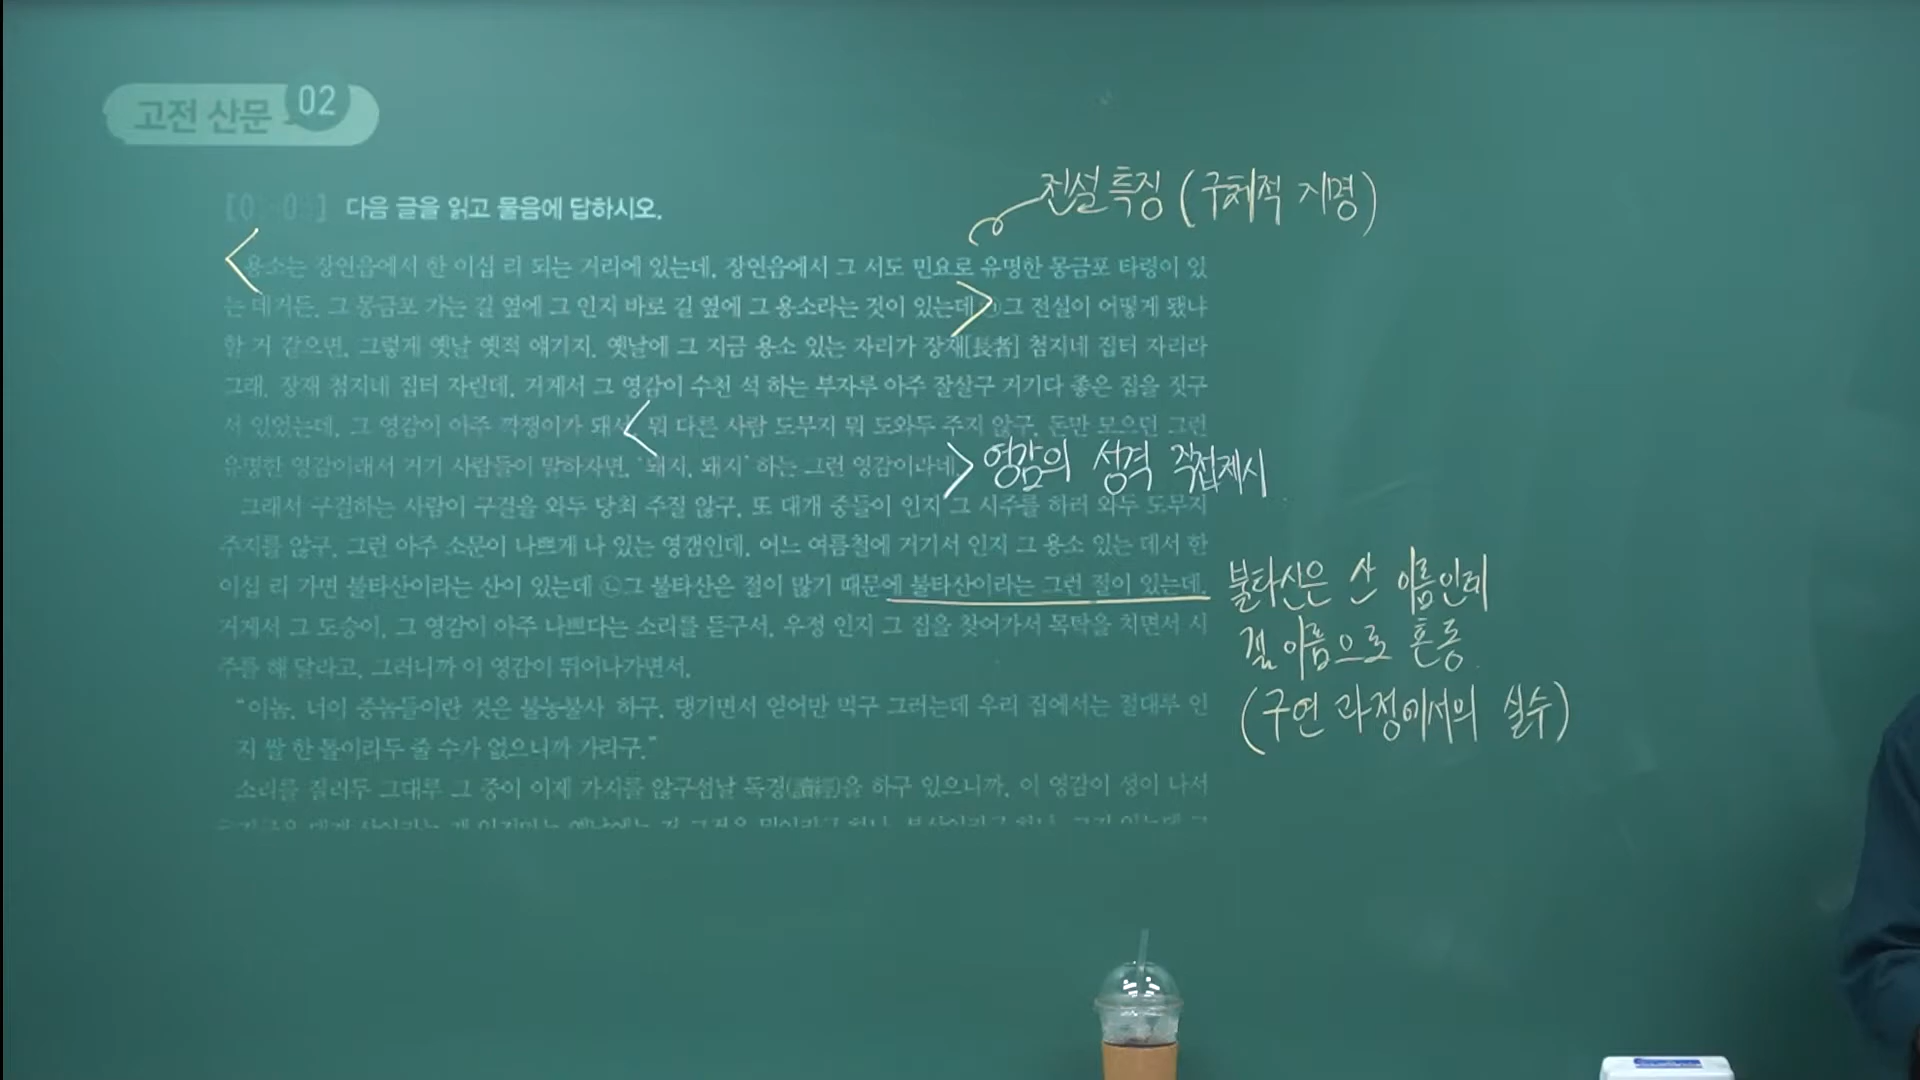 고전 산문 02
다음 글을 읽고 물음에 답하시오.
전설 특징 (구체적 지명)
용소는 장연읍에서 한 이십 리 되는 거리에 있는데, 장연읍에서 그 서도 민요로 유명한 몽금포 타령이 있
는 데거든. 그 몽금포 가는 길 옆에 그 인지 바로 길 옆에 그 용소라는 것이 있는데 ㉠그 전실이 어떻게 됐냐
할 거 같으면, 그렇게 옛날 옛적 얘기지. 옛날에 그 지금 용소 있는 자리가 장재[長者] 첨지네 집터 자리라
그래. 장재 첨지네 집터 자린데, 거게서 그 영감이 수천 석 하는 부자루 아주 잘살구 거기다 좋은 집을 짓구
서 있었는데, 그 영감이 아주 깍쟁이가 돼서, 뭐 다른 사람 도무지 뭐 도와두 주지 않구, 돈만 모으던 그런
유명한 영감이래서 거기 사람들이 말하자면, '돼지, 돼지' 하는 그런 영감이라네.
영감의 성격 직접제시
그래서 구걸하는 사람이 구걸을 와두 당최 주질 않구, 또 대개 중들이 인지 그 시주를 하러 와두 도무지
주지를 않구, 그런 아주 소문이 나쁘게 나 있는 영갬인데, 어느 여름철에 거기서 인지 그 용소 있는 데서 한
이십 리 가면 불타산이라는 산이 있는데 ㉡그 불타산은 절이 많기 때문에 불타산이라는 그런 절이 있는데,
거게서 그 도승이, 그 영감이 아주 나쁘다는 소리를 듣구서, 우정 인지 그 집을 찾어가서 목탁을 치면서 시
주를 해 달라고, 그러니까 이 영감이 뛰어나가면서,
불타산은 산 이름인데
절 이름으로 혼동
(구연 과정에서의 실수)
"이놈, 너이 중놈들이란 것은 불농불사 하구, 댕기면서 얻어만 먹구 그러는데 우리 집에서는 절대루 인
지 쌀 한 톨이라두 줄 수가 없으니까 가라구."
소리를 질러두 그대루 그 중이 이제 가지를 않구섬날 독경(讀經)을 하구 있으니까, 이 영감이 성이 나서